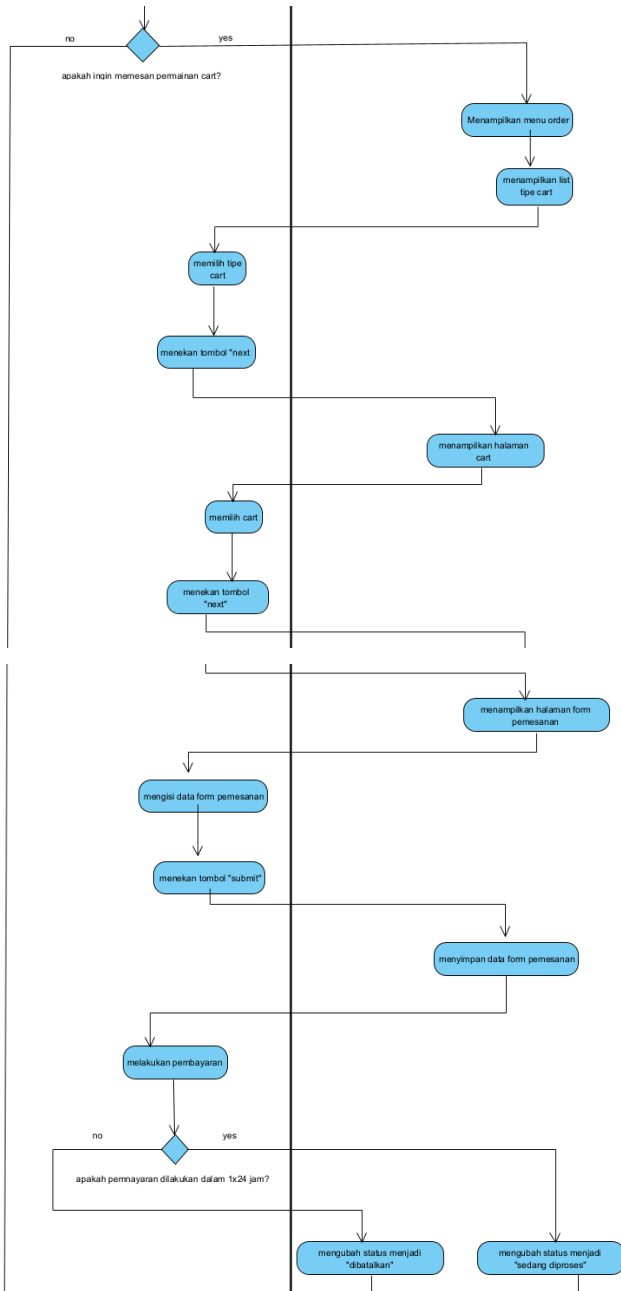 no
yes
apakah ingin memesan permainan cart?
Menampilkan menu order
menampilkan list
tipe cart
memilih tipe
cart
menekan tombol "next
menampilkan halaman
cart
memilih cart
menekan tombol
"next"
menampilkan halaman form
pemesanan
mengisi data form pemesanan
menekan tombol "submit"
menyimpan data form pemesanan
melakukan pembayaran
no
yes
apakah pemnayaran dilakukan dalam 1x24 jam?
mengubah status menjadi
"dibatalkan"
mengubah status menjadi
"sedang diproses"